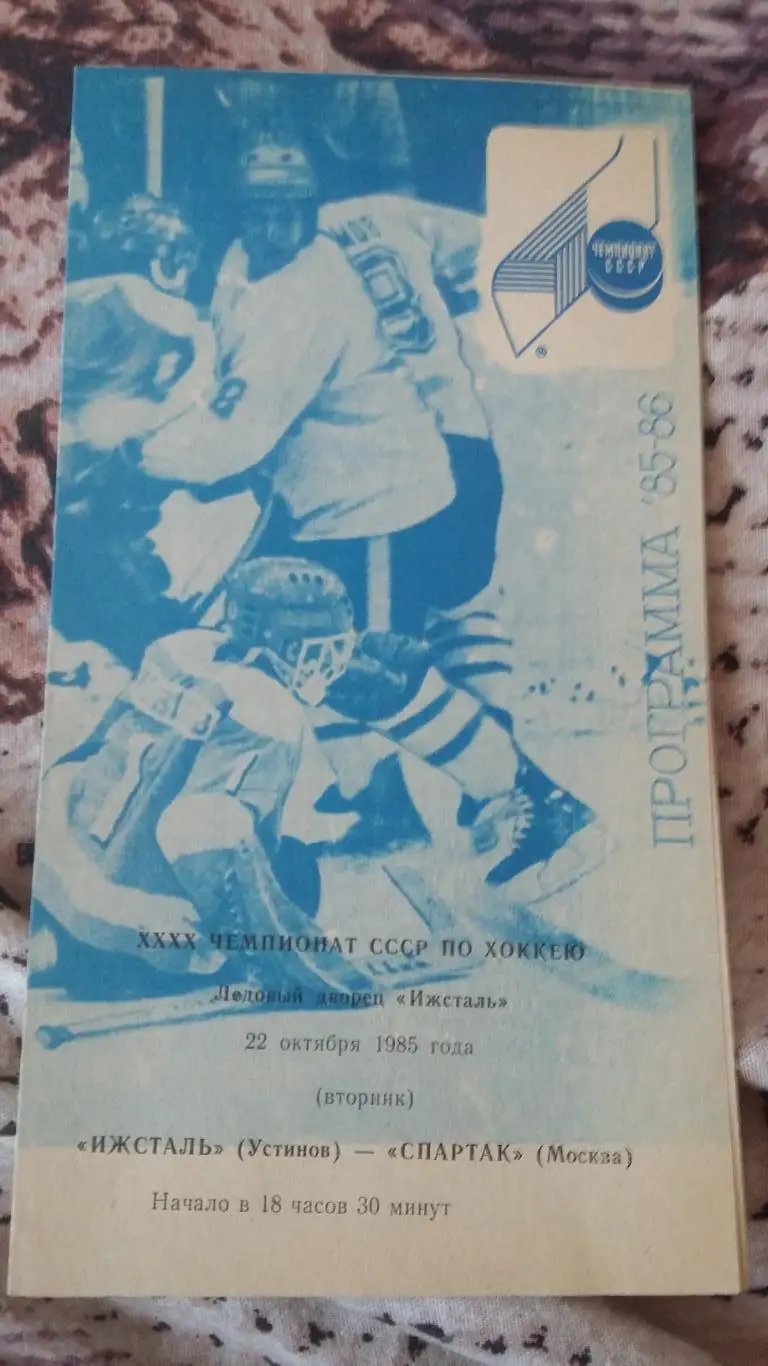 ЧЕМПИОНАТ
СССР
ПРОГРАММА '85-86
8
XXXX ЧЕМПИОНАТ СССР ПО ХОККЕЮ
Ледовый дворец «Ижсталь»
22 октября 1985 года
(вторник)
«ИЖСТАЛЬ» (Устинов) — «СПАРТАК» (Москва)
Начало в 18 часов 30 минут